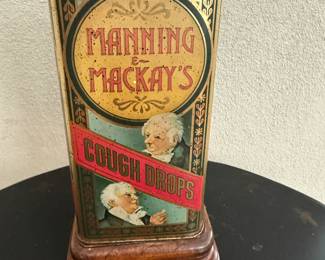 MANNING
&
MACKAY'S
COUGH DROPS